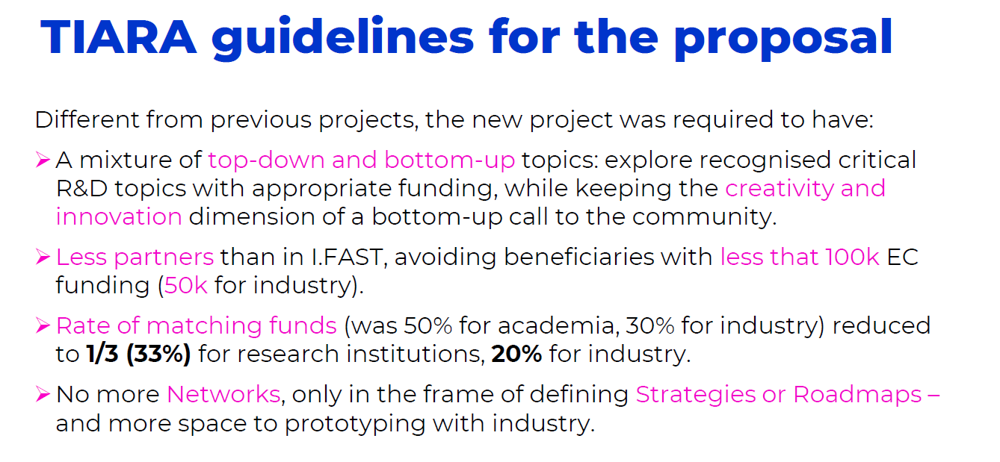 TIARA guidelines for the proposal
Different from previous projects, the new project was required to have:
➢ A mixture of top-down and bottom-up topics: explore recognised critical
R&D topics with appropriate funding, while keeping the creativity and
innovation dimension of a bottom-up call to the community.
➢ Less partners than in I.FAST, avoiding beneficiaries with less that 100k EC
funding (50k for industry).
➢ Rate of matching funds (was 50% for academia, 30% for industry) reduced
to 1/3 (33%) for research institutions, 20% for industry.
➢ No more Networks, only in the frame of defining Strategies or Roadmaps –
and more space to prototyping with industry.